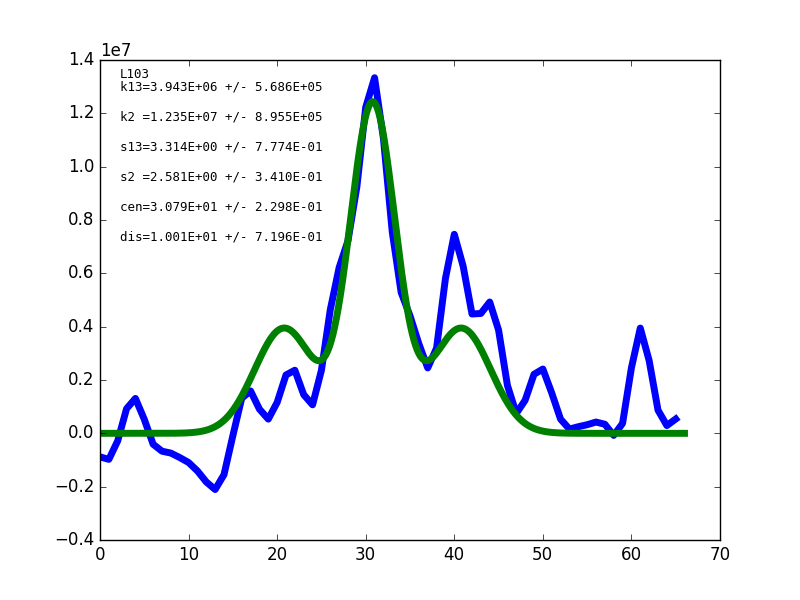 1e7
1.4
1.2
1.0
0.8
0.6
0.4
0.2
0.0
−0.2
−0.4
L103
k13=3.943E+06 +/- 5.686E+05
k2 =1.235E+07 +/- 8.955E+05
s13=3.314E+00 +/- 7.774E-01
s2 =2.581E+00 +/- 3.410E-01
cen=3.079E+01 +/- 2.298E-01
dis=1.001E+01 +/- 7.196E-01
0 10 20 30 40 50 60 70